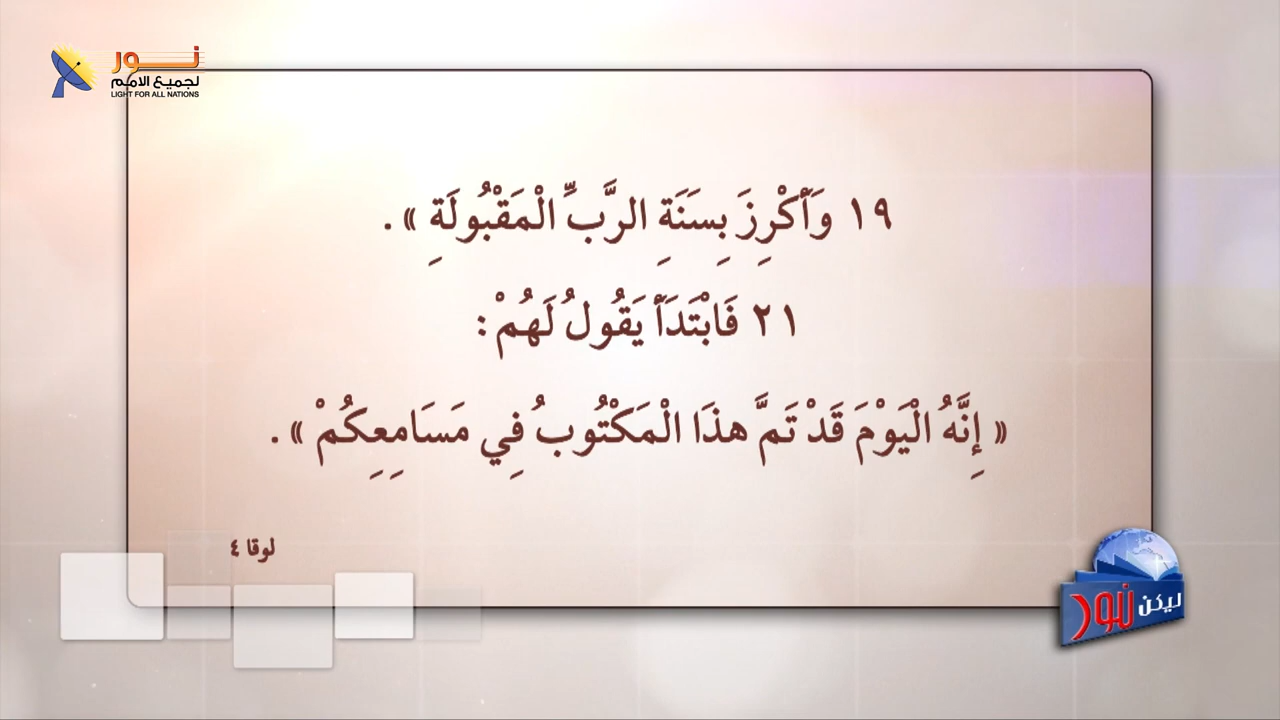 نـور
لجميع الامم
LIGHT FOR ALL NATIONS
١٩ وَأَكْرِزَ بِسَنَةِ الرَّبِّ الْمَقْبُولَةِ » .
٢١ فَابْتَدَأَ يَقُولُ لَهُمْ :
« إِنَّهُ الْيَوْمَ قَدْ تَمَّ هذَا الْمَكْتُوبُ فِي مَسَامِعِكُمْ » .
لوقا ٤
ليكن نور